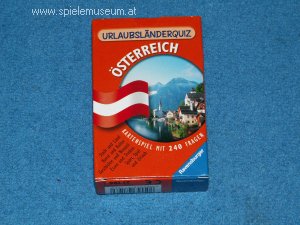 www.spielemuseum.at
URLAUBSLÄNDERQUIZ
ÖSTERREICH
KARTENSPIEL MIT 240 FRAGEN
Ravensburger